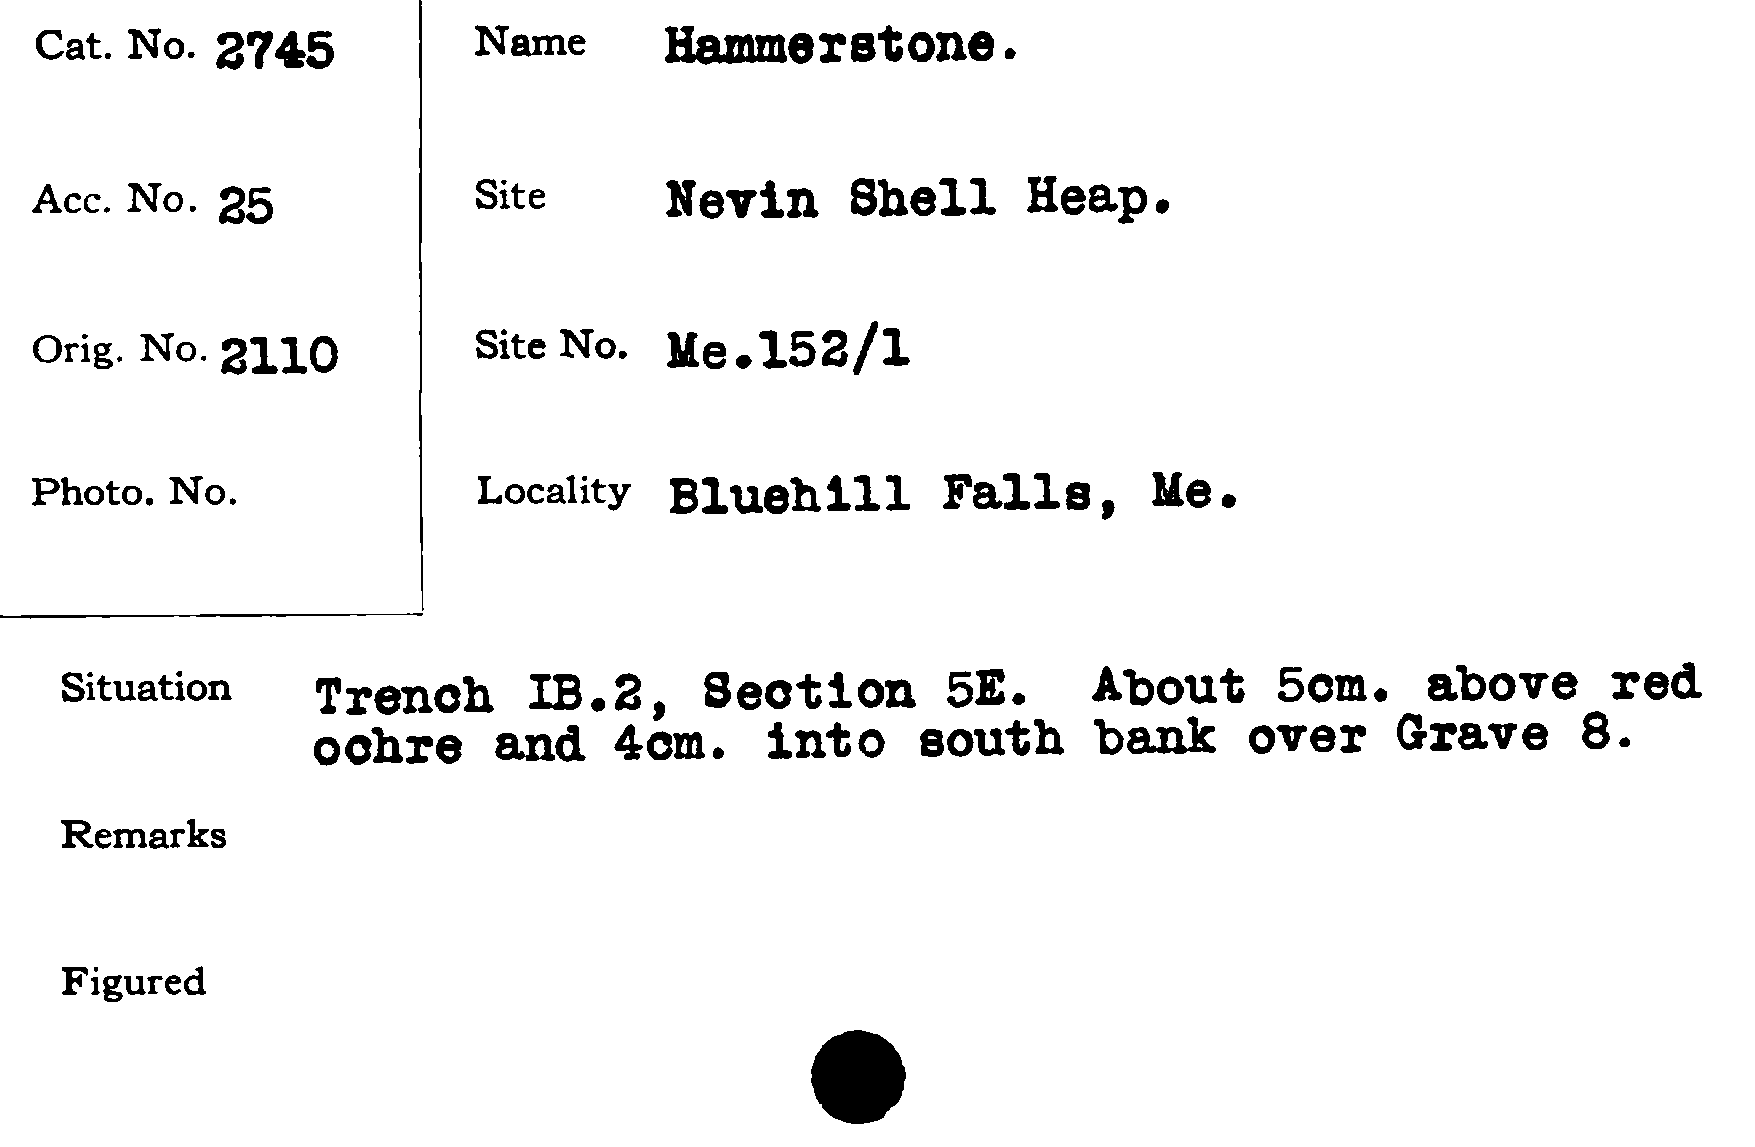 Cat. No. 2745
Name Hammerstone.
Acc. No. 25
Site Nevin Shell Heap.
Orig. No. 2110
Site No. Me.152/1
Photo. No.
Locality Bluehill Falls, Me.
Situation Trench IB.2, Section 5E. About 5cm. above red
ochre and 4cm. into south bank over Grave 8.
Remarks
Figured